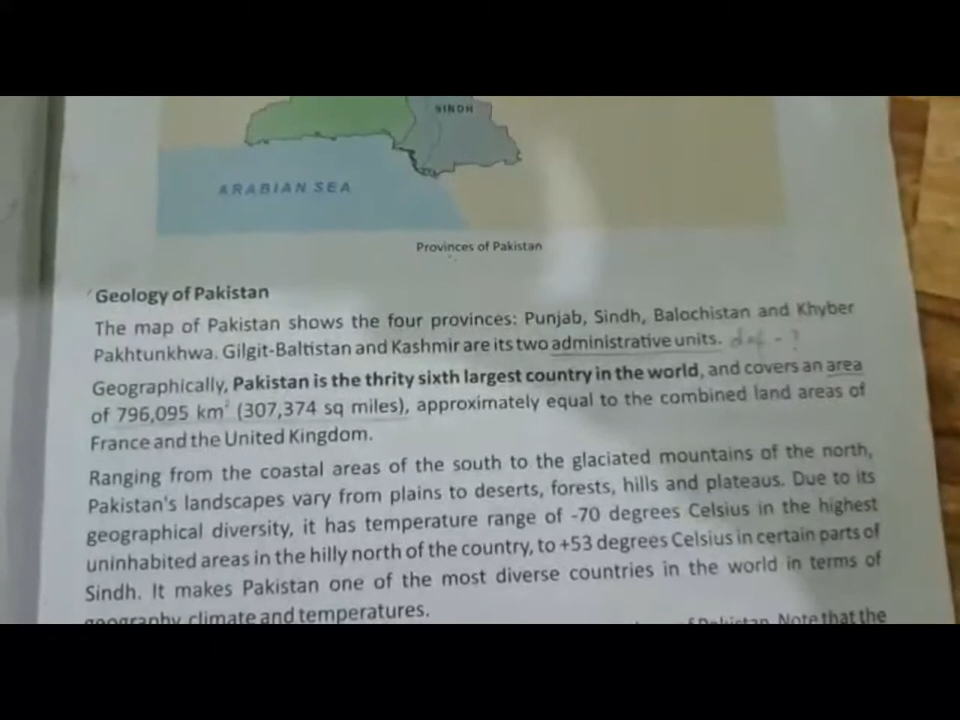 SINDH
ARABIAN SEA
Provinces of Pakistan
Geology of Pakistan
The map of Pakistan shows the four provinces: Punjab, Sindh, Balochistan and Khyber
Pakhtunkhwa. Gilgit-Baltistan and Kashmir are its two administrative units. def - ?
Geographically, Pakistan is the thrity sixth largest country in the world, and covers an area
of 796,095 km² (307,374 sq miles), approximately equal to the combined land areas of
France and the United Kingdom.
Ranging from the coastal areas of the south to the glaciated mountains of the north,
Pakistan's landscapes vary from plains to deserts, forests, hills and plateaus. Due to its
geographical diversity, it has temperature range of -70 degrees Celsius in the highest
uninhabited areas in the hilly north of the country, to +53 degrees Celsius in certain parts of
Sindh. It makes Pakistan one of the most diverse countries in the world in terms of
geography climate and temperatures.
of Pakistan. Note that the